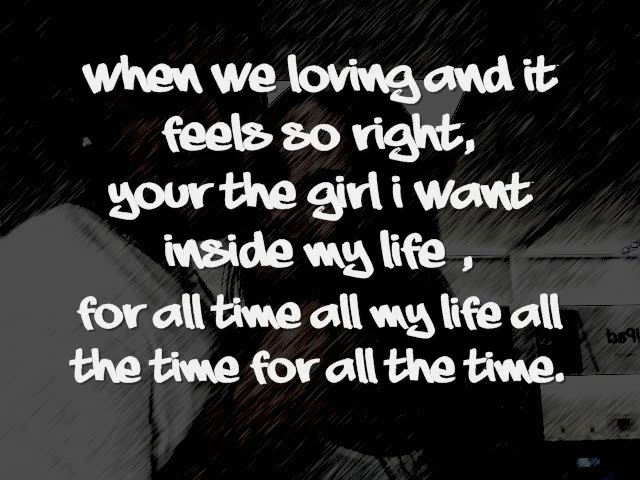 when we loving and it
feels so right,
your the girl i want
inside my life ,
for all time all my life all
the time for all the time.
iPad